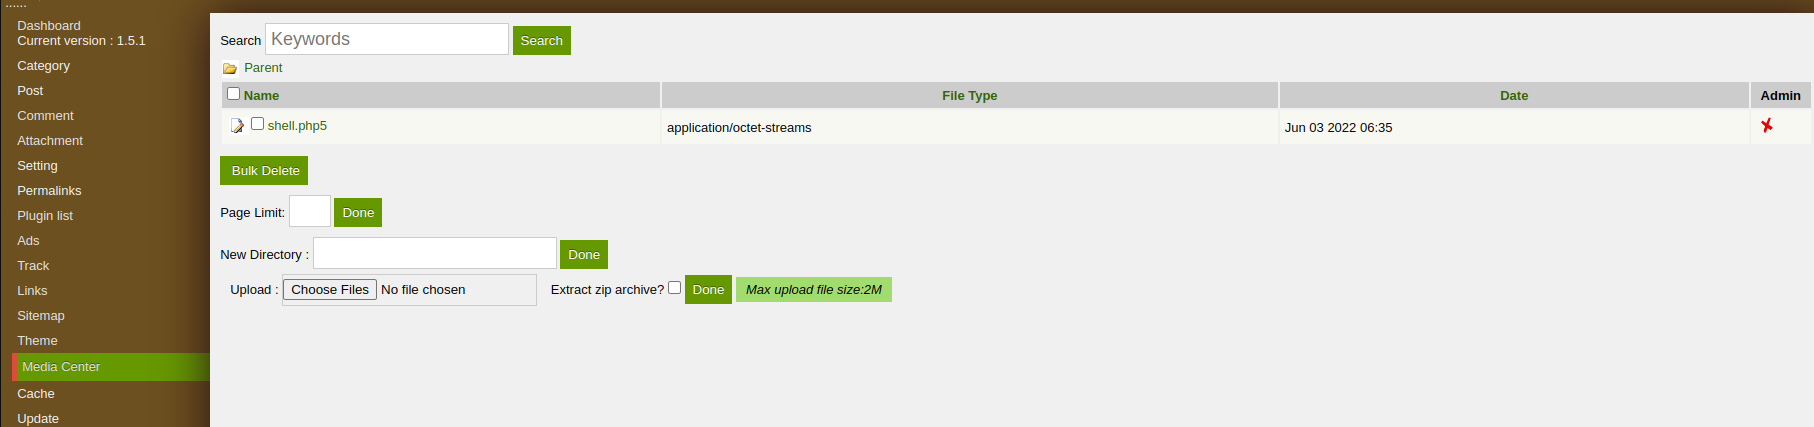 ......
Dashboard
Current version : 1.5.1
Category
Post
Comment
Attachment
Setting
Permalinks
Plugin list
Ads
Track
Links
Sitemap
Theme
Media Center
Cache
Update
Search Keywords Search
Parent
Name File Type Date Admin
shell.php5 application/octet-streams Jun 03 2022 06:35
Bulk Delete
Page Limit: Done
New Directory : Done
Upload : Choose Files No file chosen Extract zip archive? Done Max upload file size:2M